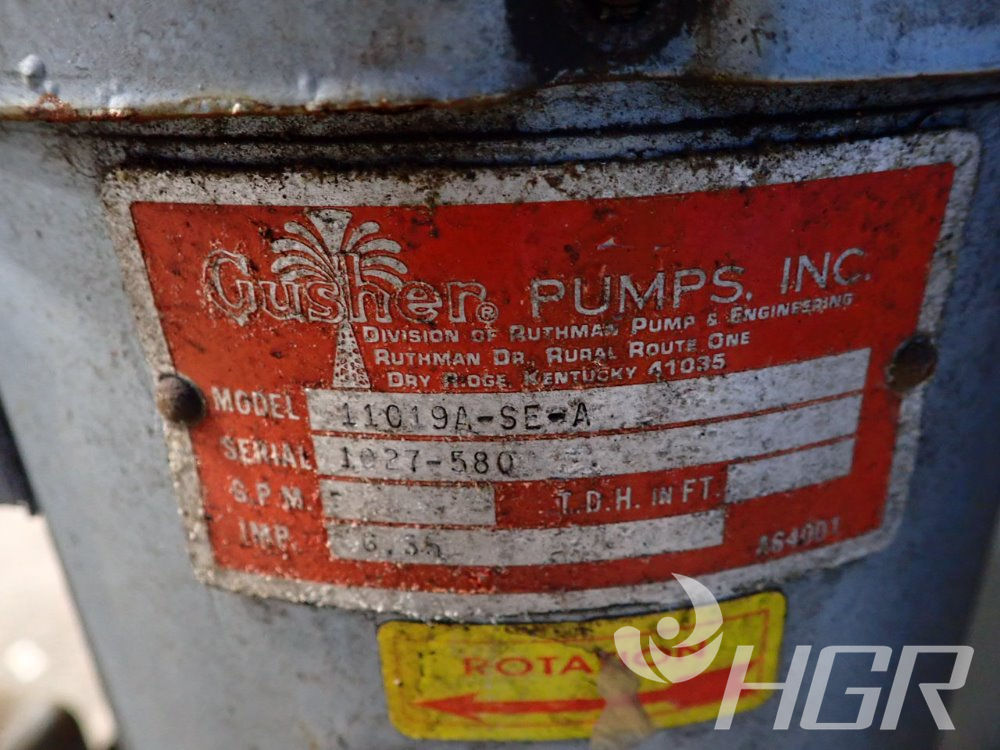 Gusher® PUMPS, INC.
DIVISION OF RUTHMAN PUMP & ENGINEERING
RUTHMAN DR. RURAL ROUTE ONE
DRY RIDGE, KENTUCKY 41035
MODEL 11019A-SE-A
SERIAL 1027-580
G.P.M. - T.D.H. IN FT.
IMP. 6.35
ROTATION
HGR